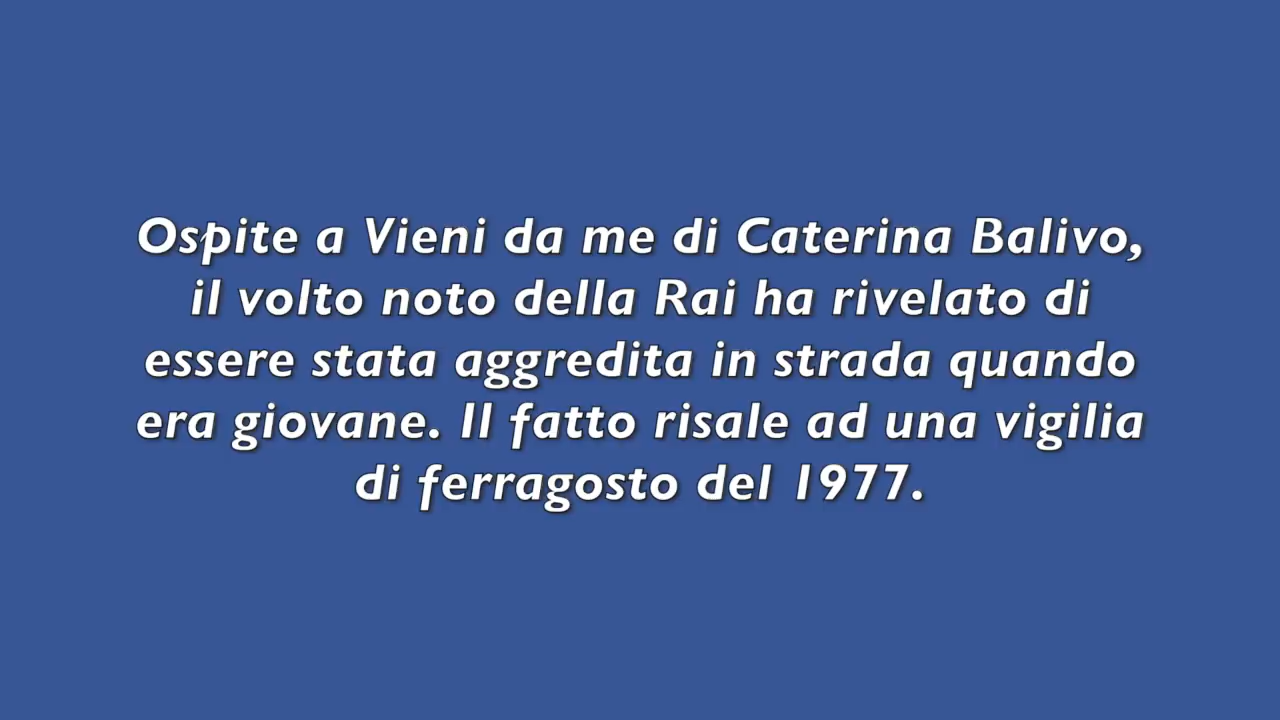 Ospite a Vieni da me di Caterina Balivo,
il volto noto della Rai ha rivelato di
essere stata aggredita in strada quando
era giovane. Il fatto risale ad una vigilia
di ferragosto del 1977.